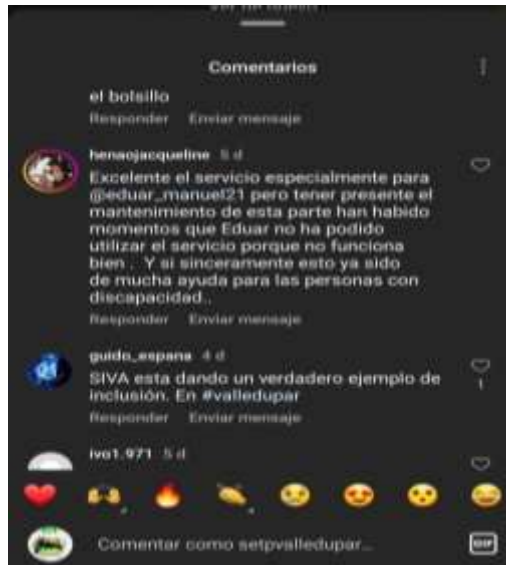 Comentarios
el bolsillo
Responder Enviar mensaje
henaojacqueline 5 d
Excelente el servicio especialmente para
@eduar_manuel21 pero tener presente el
mantenimiento de esta parte han habido
momentos que Eduar no ha podido
utilizar el servicio porque no funciona
bien . Y si sinceramente esto ya sido
de mucha ayuda para las personas con
discapacidad..
Responder Enviar mensaje
guido_espana 4 d
SIVA esta dando un verdadero ejemplo de
inclusión. En #valledupar
1
Responder Enviar mensaje
ivo1.971 5 d
Comentar como setpvalledupar...
GIF